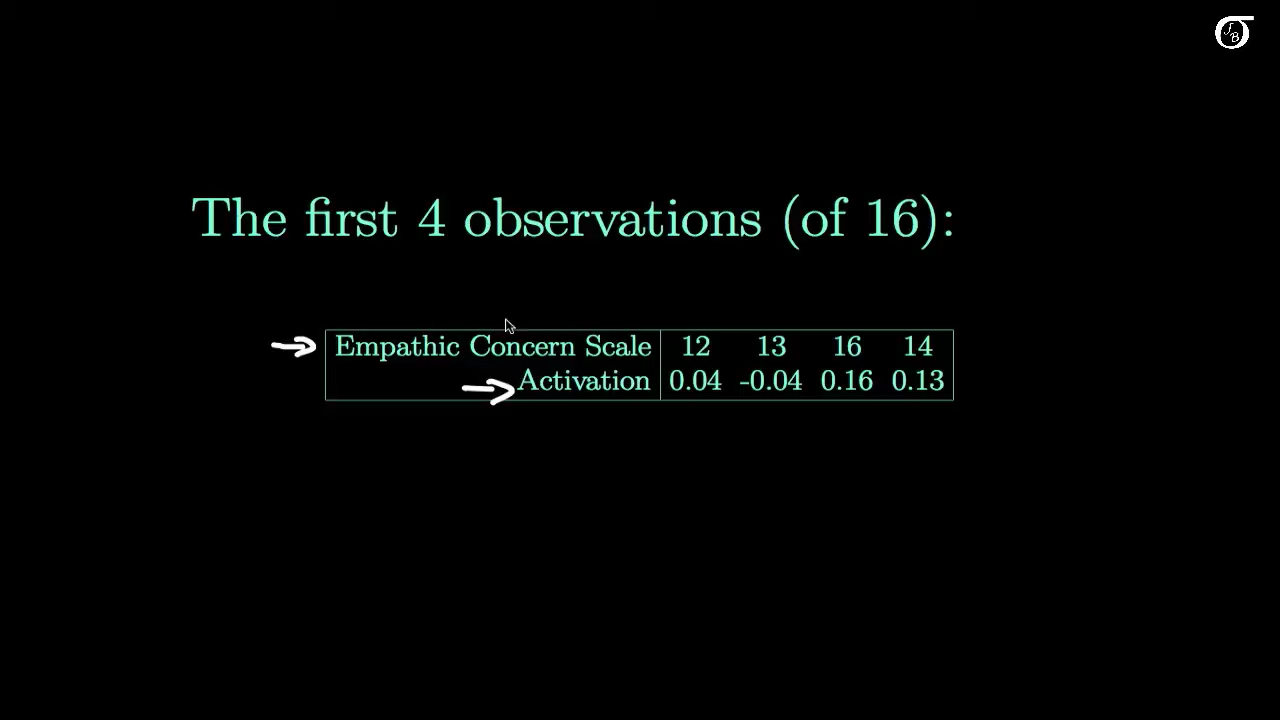 JB
The first 4 observations (of 16):
Empathic Concern Scale 12 13 16 14
Activation 0.04 -0.04 0.16 0.13